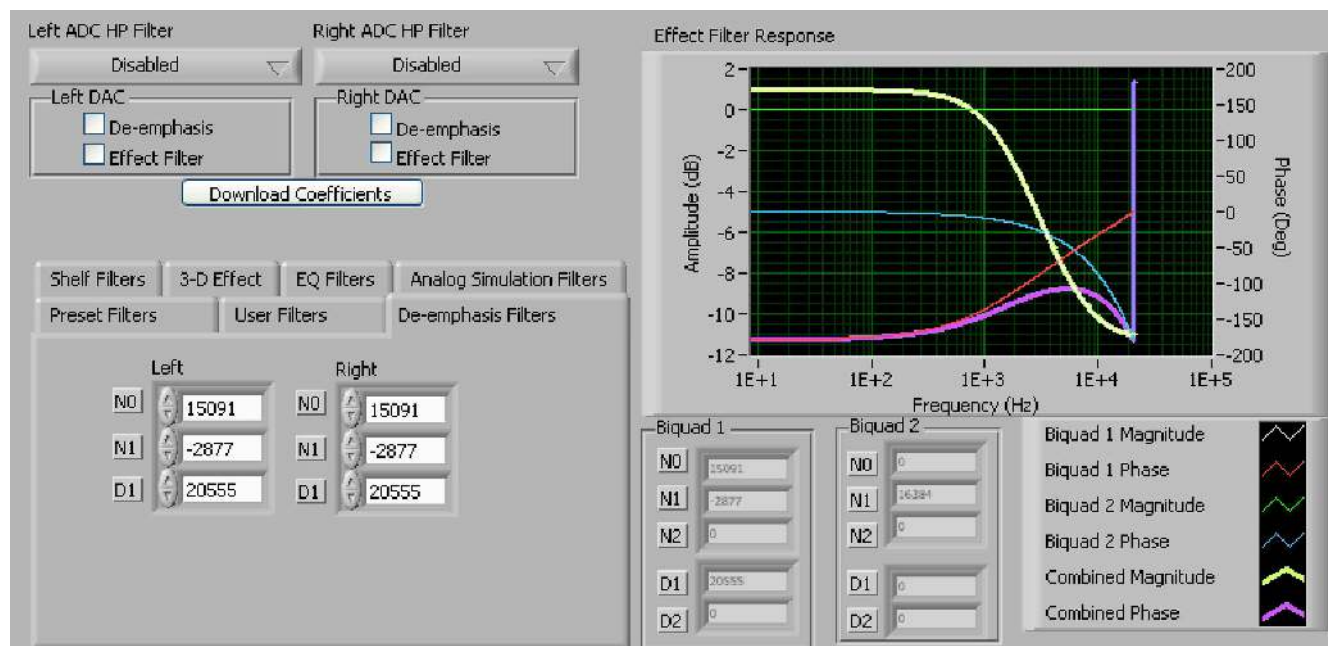 Left ADC HP Filter
Right ADC HP Filter
Disabled
Disabled
Left DAC
De-emphasis
Effect Filter
Right DAC
De-emphasis
Effect Filter
Download Coefficients
Shelf Filters
3-D Effect
EQ Filters
Analog Simulation Filters
Preset Filters
User Filters
De-emphasis Filters
Left
N0 15091
N1 -2877
D1 20555
Right
N0 15091
N1 -2877
D1 20555
Effect Filter Response
Amplitude (dB)
2-
0-
-2-
-4-
-6-
-8-
-10-
-12-
-200
-150
-100
-50
-0
--50
--100
--150
--200
Phase (Deg)
1E+1 1E+2 1E+3 1E+4 1E+5
Frequency (Hz)
Biquad 1
N0 15091
N1 -2877
N2 0
D1 20555
D2 0
Biquad 2
N0 0
N1 16384
N2 0
D1 0
D2 0
Biquad 1 Magnitude
Biquad 1 Phase
Biquad 2 Magnitude
Biquad 2 Phase
Combined Magnitude
Combined Phase